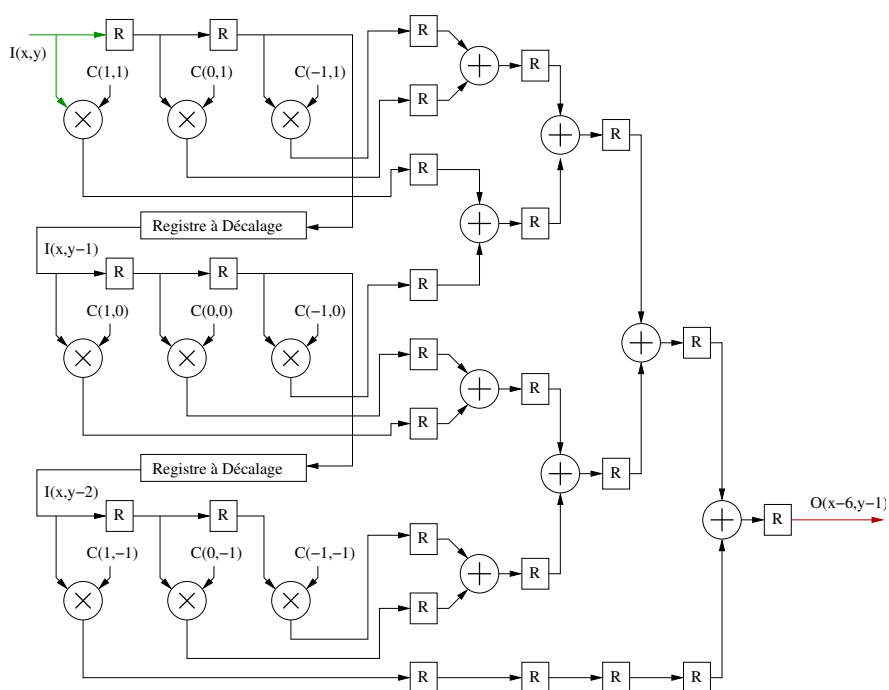 R R R
I(x,y)
C(1,1) C(0,1) C(−1,1)
R
R
R
R
R
Registre à Décalage
R
I(x,y−1)
R R
R
C(1,0) C(0,0) C(−1,0)
R
R
R
R
Registre à Décalage
R
I(x,y−2)
O(x−6,y−1)
R R
R
R
C(1,−1) C(0,−1) C(−1,−1)
R
R
R R R R